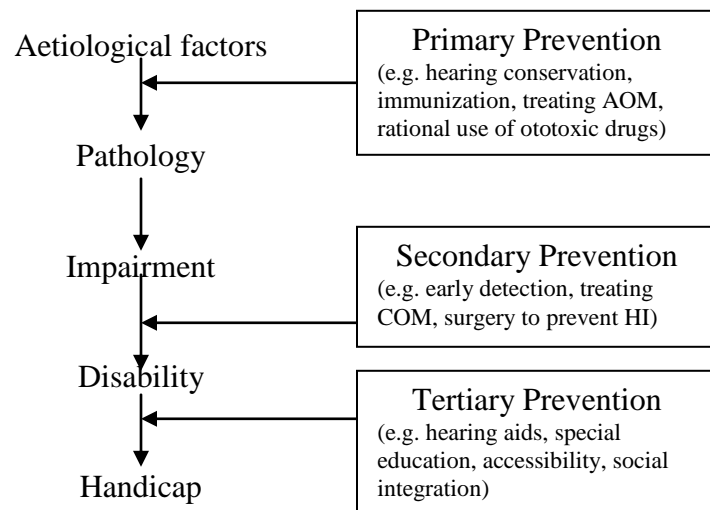 Aetiological factors
Primary Prevention
(e.g. hearing conservation,
immunization, treating AOM,
rational use of ototoxic drugs)
Pathology
Impairment
Secondary Prevention
(e.g. early detection, treating
COM, surgery to prevent HI)
Disability
Tertiary Prevention
(e.g. hearing aids, special
education, accessibility, social
integration)
Handicap